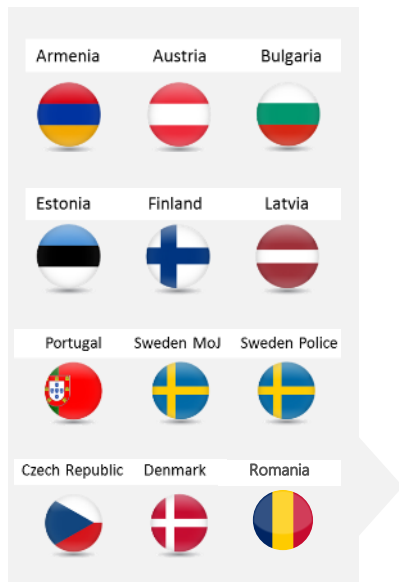 Armenia Austria Bulgaria
Estonia Finland Latvia
Portugal Sweden MoJ Sweden Police
Czech Republic Denmark Romania